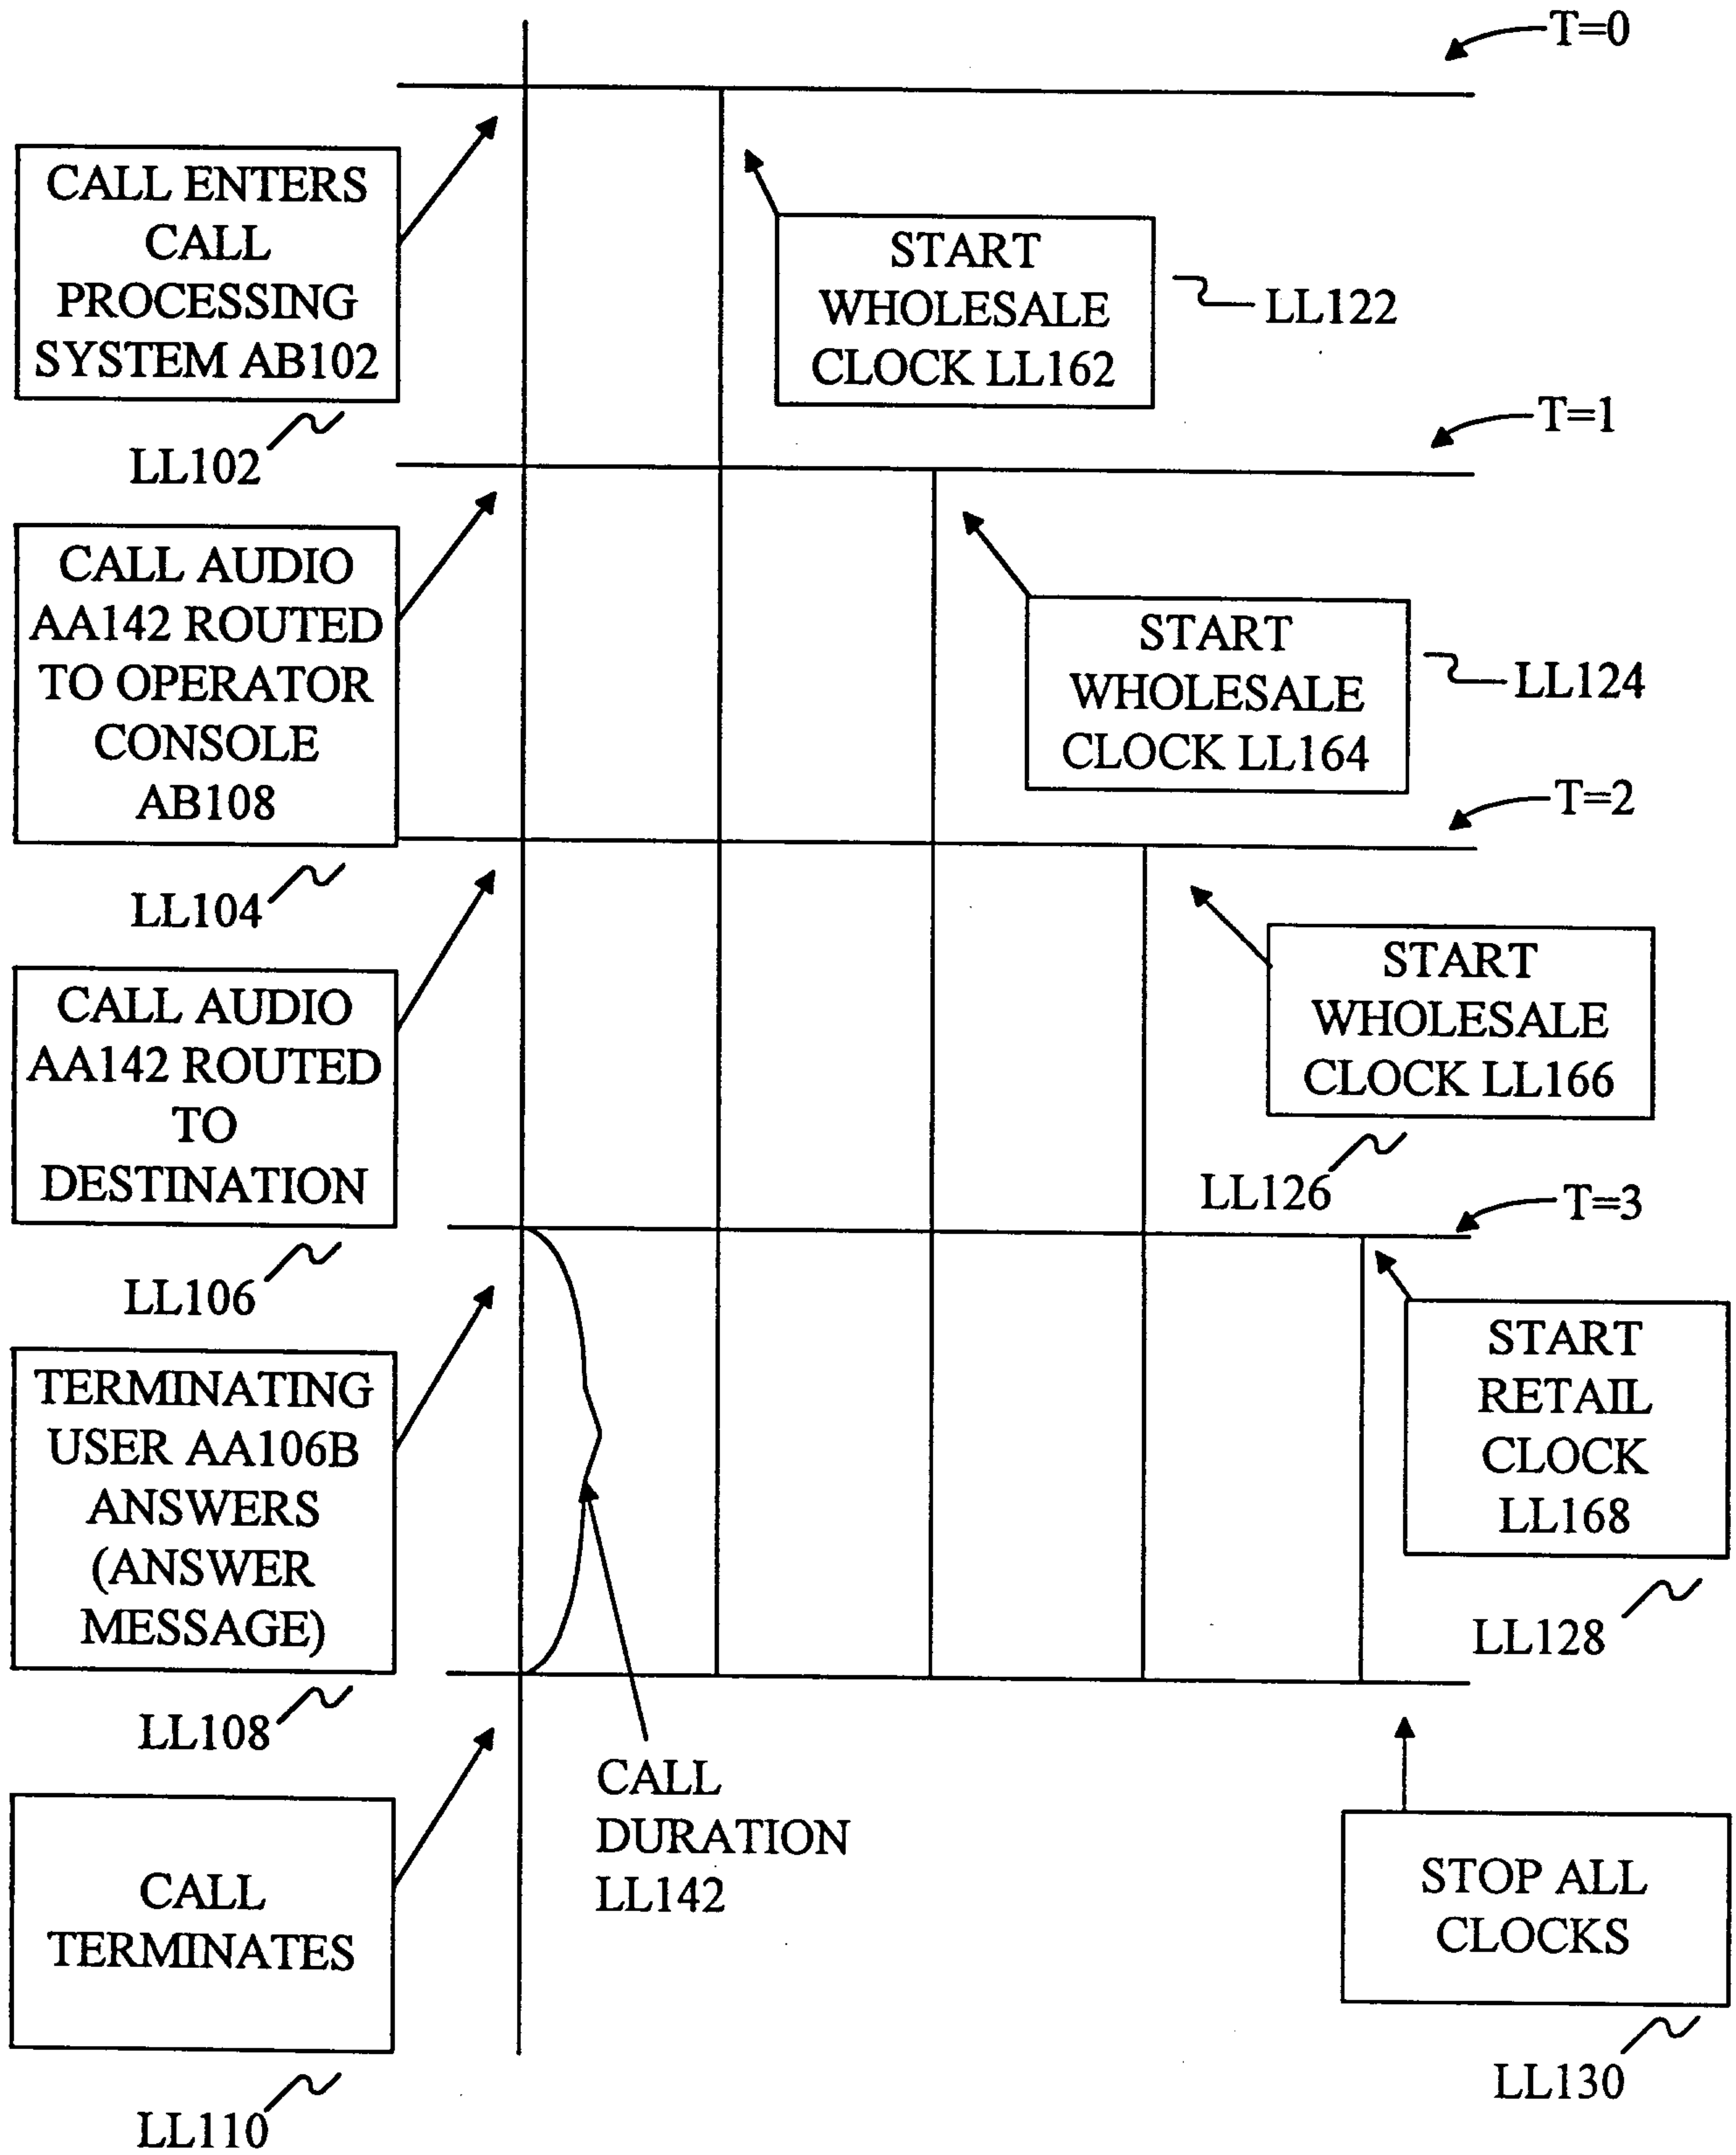 T=0
CALL ENTERS
CALL
PROCESSING
SYSTEM AB102
LL102
START
WHOLESALE
CLOCK LL162
LL122
T=1
CALL AUDIO
AA142 ROUTED
TO OPERATOR
CONSOLE
AB108
LL104
START
WHOLESALE
CLOCK LL164
LL124
T=2
CALL AUDIO
AA142 ROUTED
TO
DESTINATION
LL106
START
WHOLESALE
CLOCK LL166
LL126
T=3
TERMINATING
USER AA106B
ANSWERS
(ANSWER
MESSAGE)
LL108
START
RETAIL
CLOCK
LL168
LL128
CALL
DURATION
LL142
CALL
TERMINATES
LL110
STOP ALL
CLOCKS
LL130